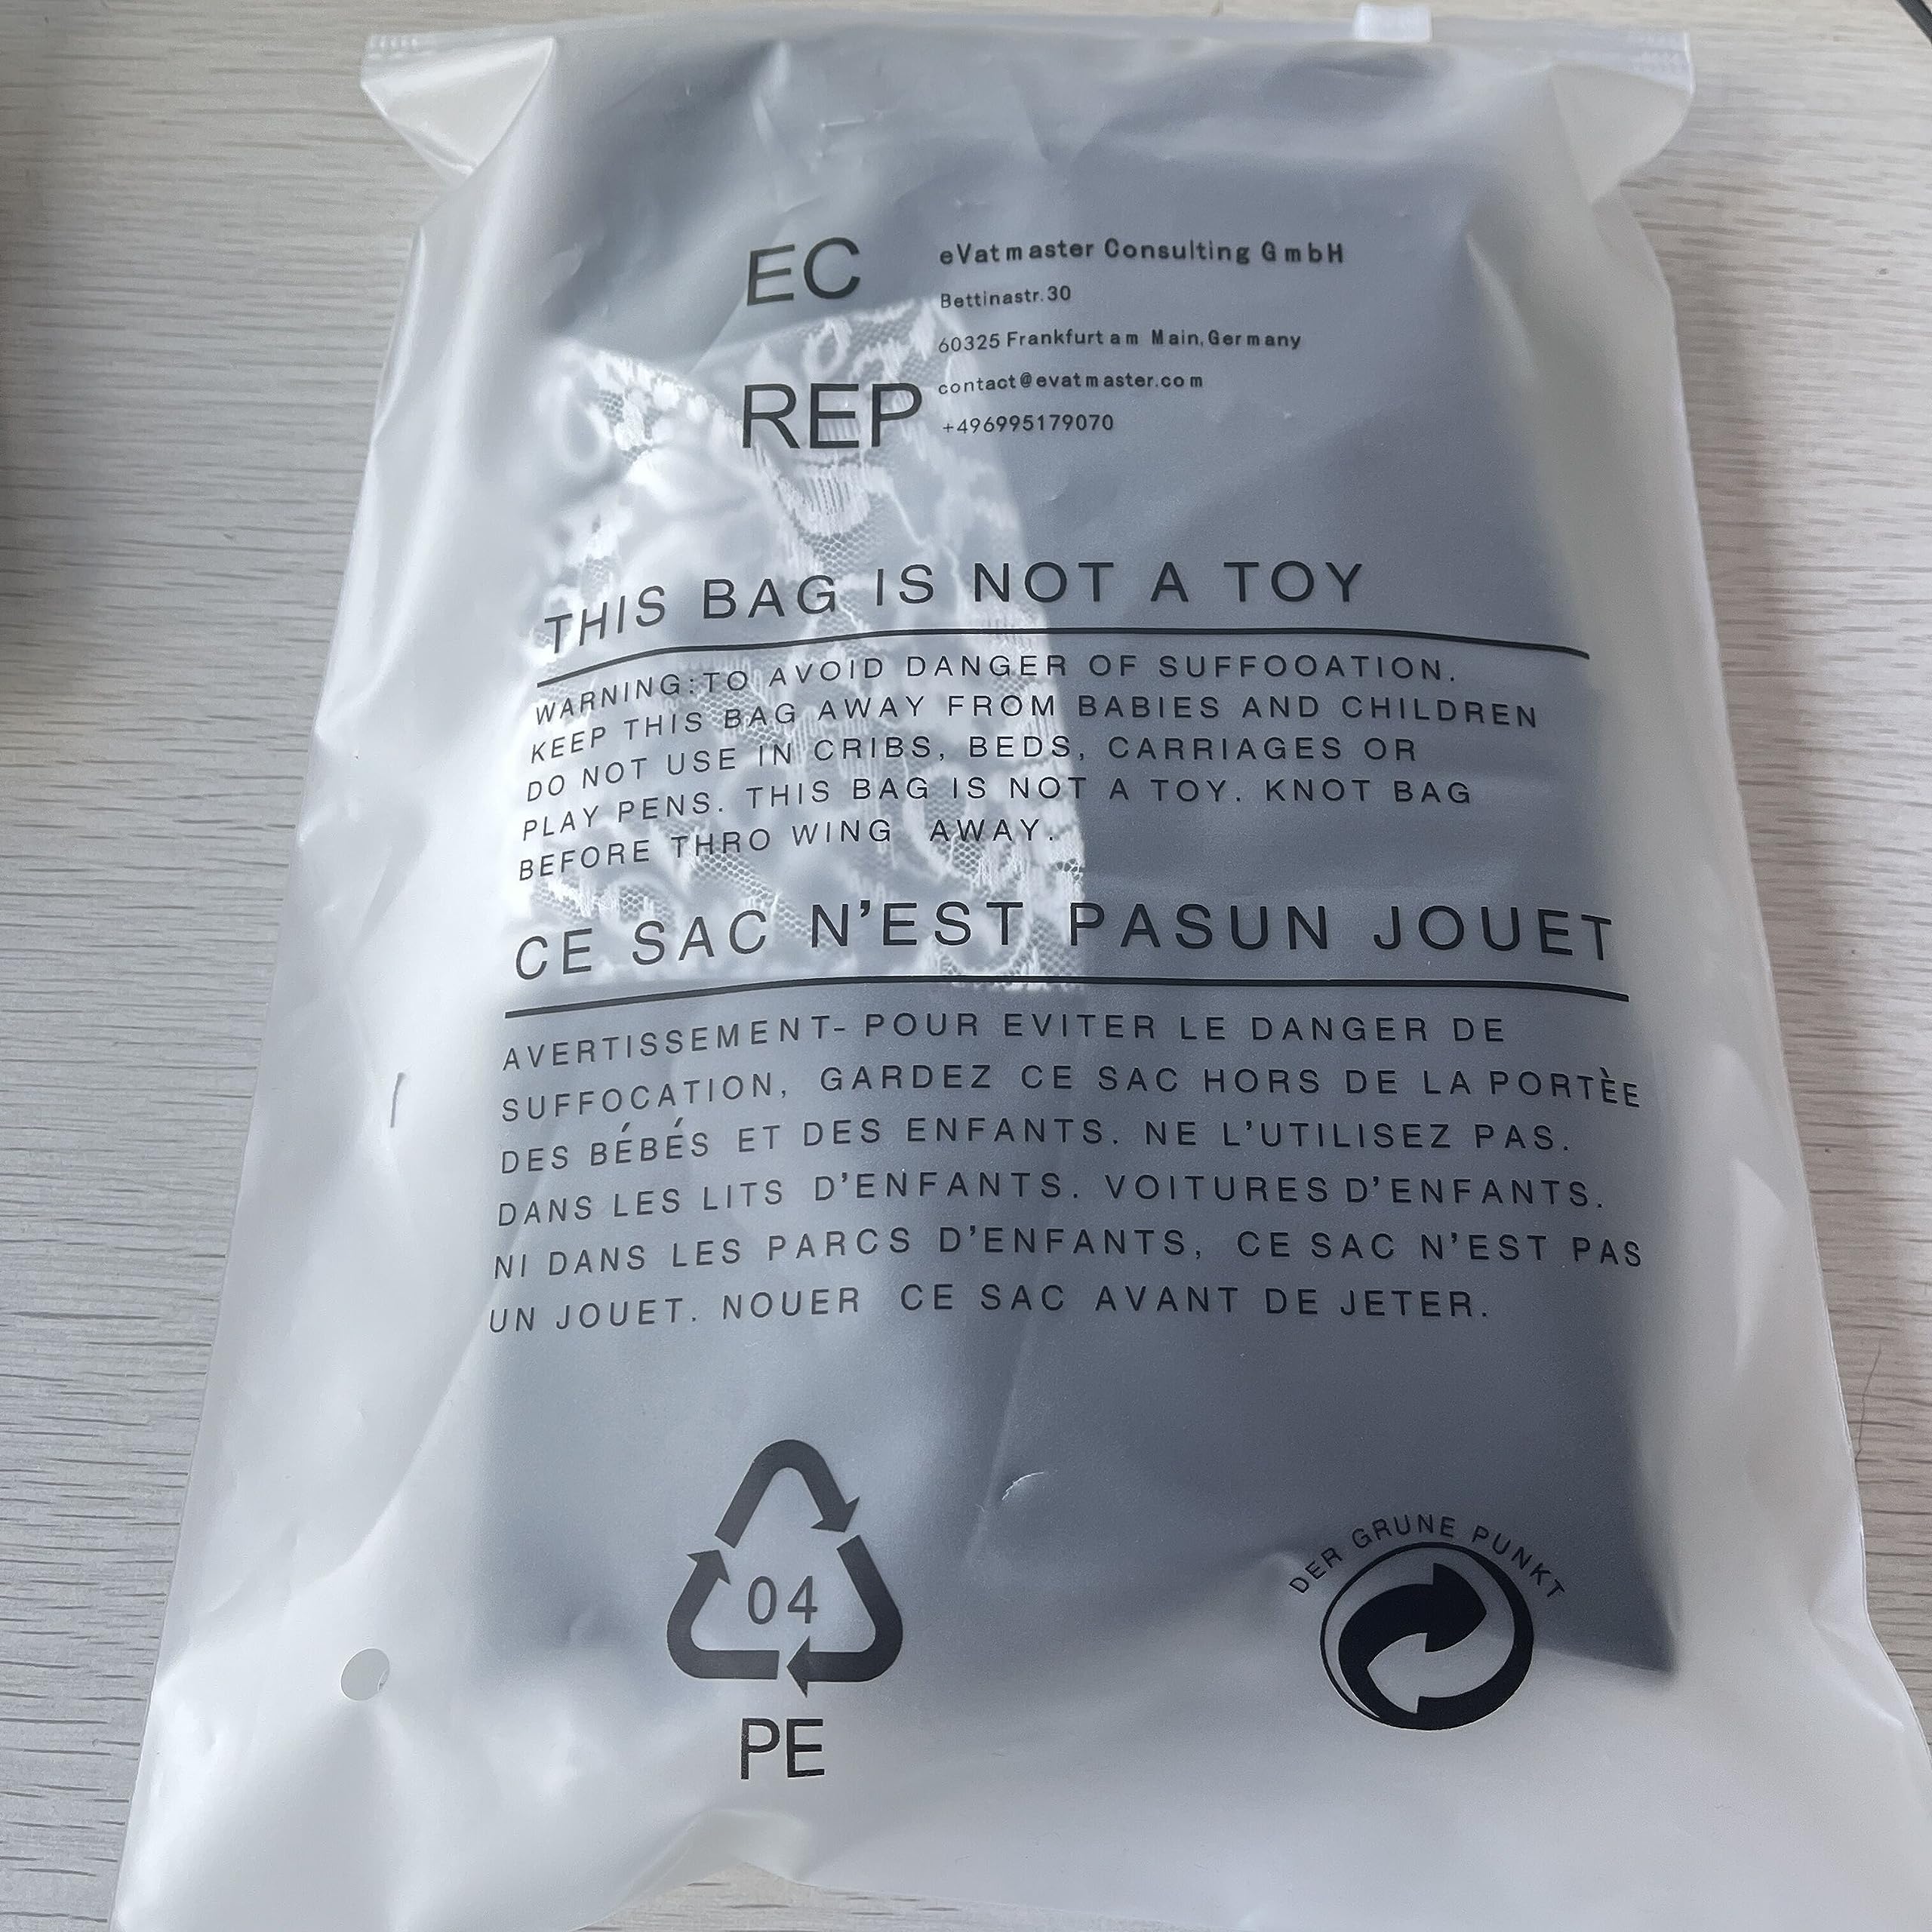 EC
REP
eVatmaster Consulting GmbH
Bettinastr.30
60325 Frankfurt am Main,Germany
contact@evatmaster.com
+496995179070
THIS BAG IS NOT A TOY
WARNING:TO AVOID DANGER OF SUFFOOATION.
KEEP THIS BAG AWAY FROM BABIES AND CHILDREN
DO NOT USE IN CRIBS, BEDS, CARRIAGES OR
PLAY PENS. THIS BAG IS NOT A TOY. KNOT BAG
BEFORE THRO WING AWAY.
CE SAC N'EST PASUN JOUET
AVERTISSEMENT- POUR EVITER LE DANGER DE
SUFFOCATION, GARDEZ CE SAC HORS DE LA PORTÈE
DES BÉBÉS ET DES ENFANTS. NE L'UTILISEZ PAS.
DANS LES LITS D'ENFANTS. VOITURES D'ENFANTS.
NI DANS LES PARCS D'ENFANTS, CE SAC N'EST PAS
UN JOUET. NOUER CE SAC AVANT DE JETER.
04
PE
DER GRUNE PUNKT